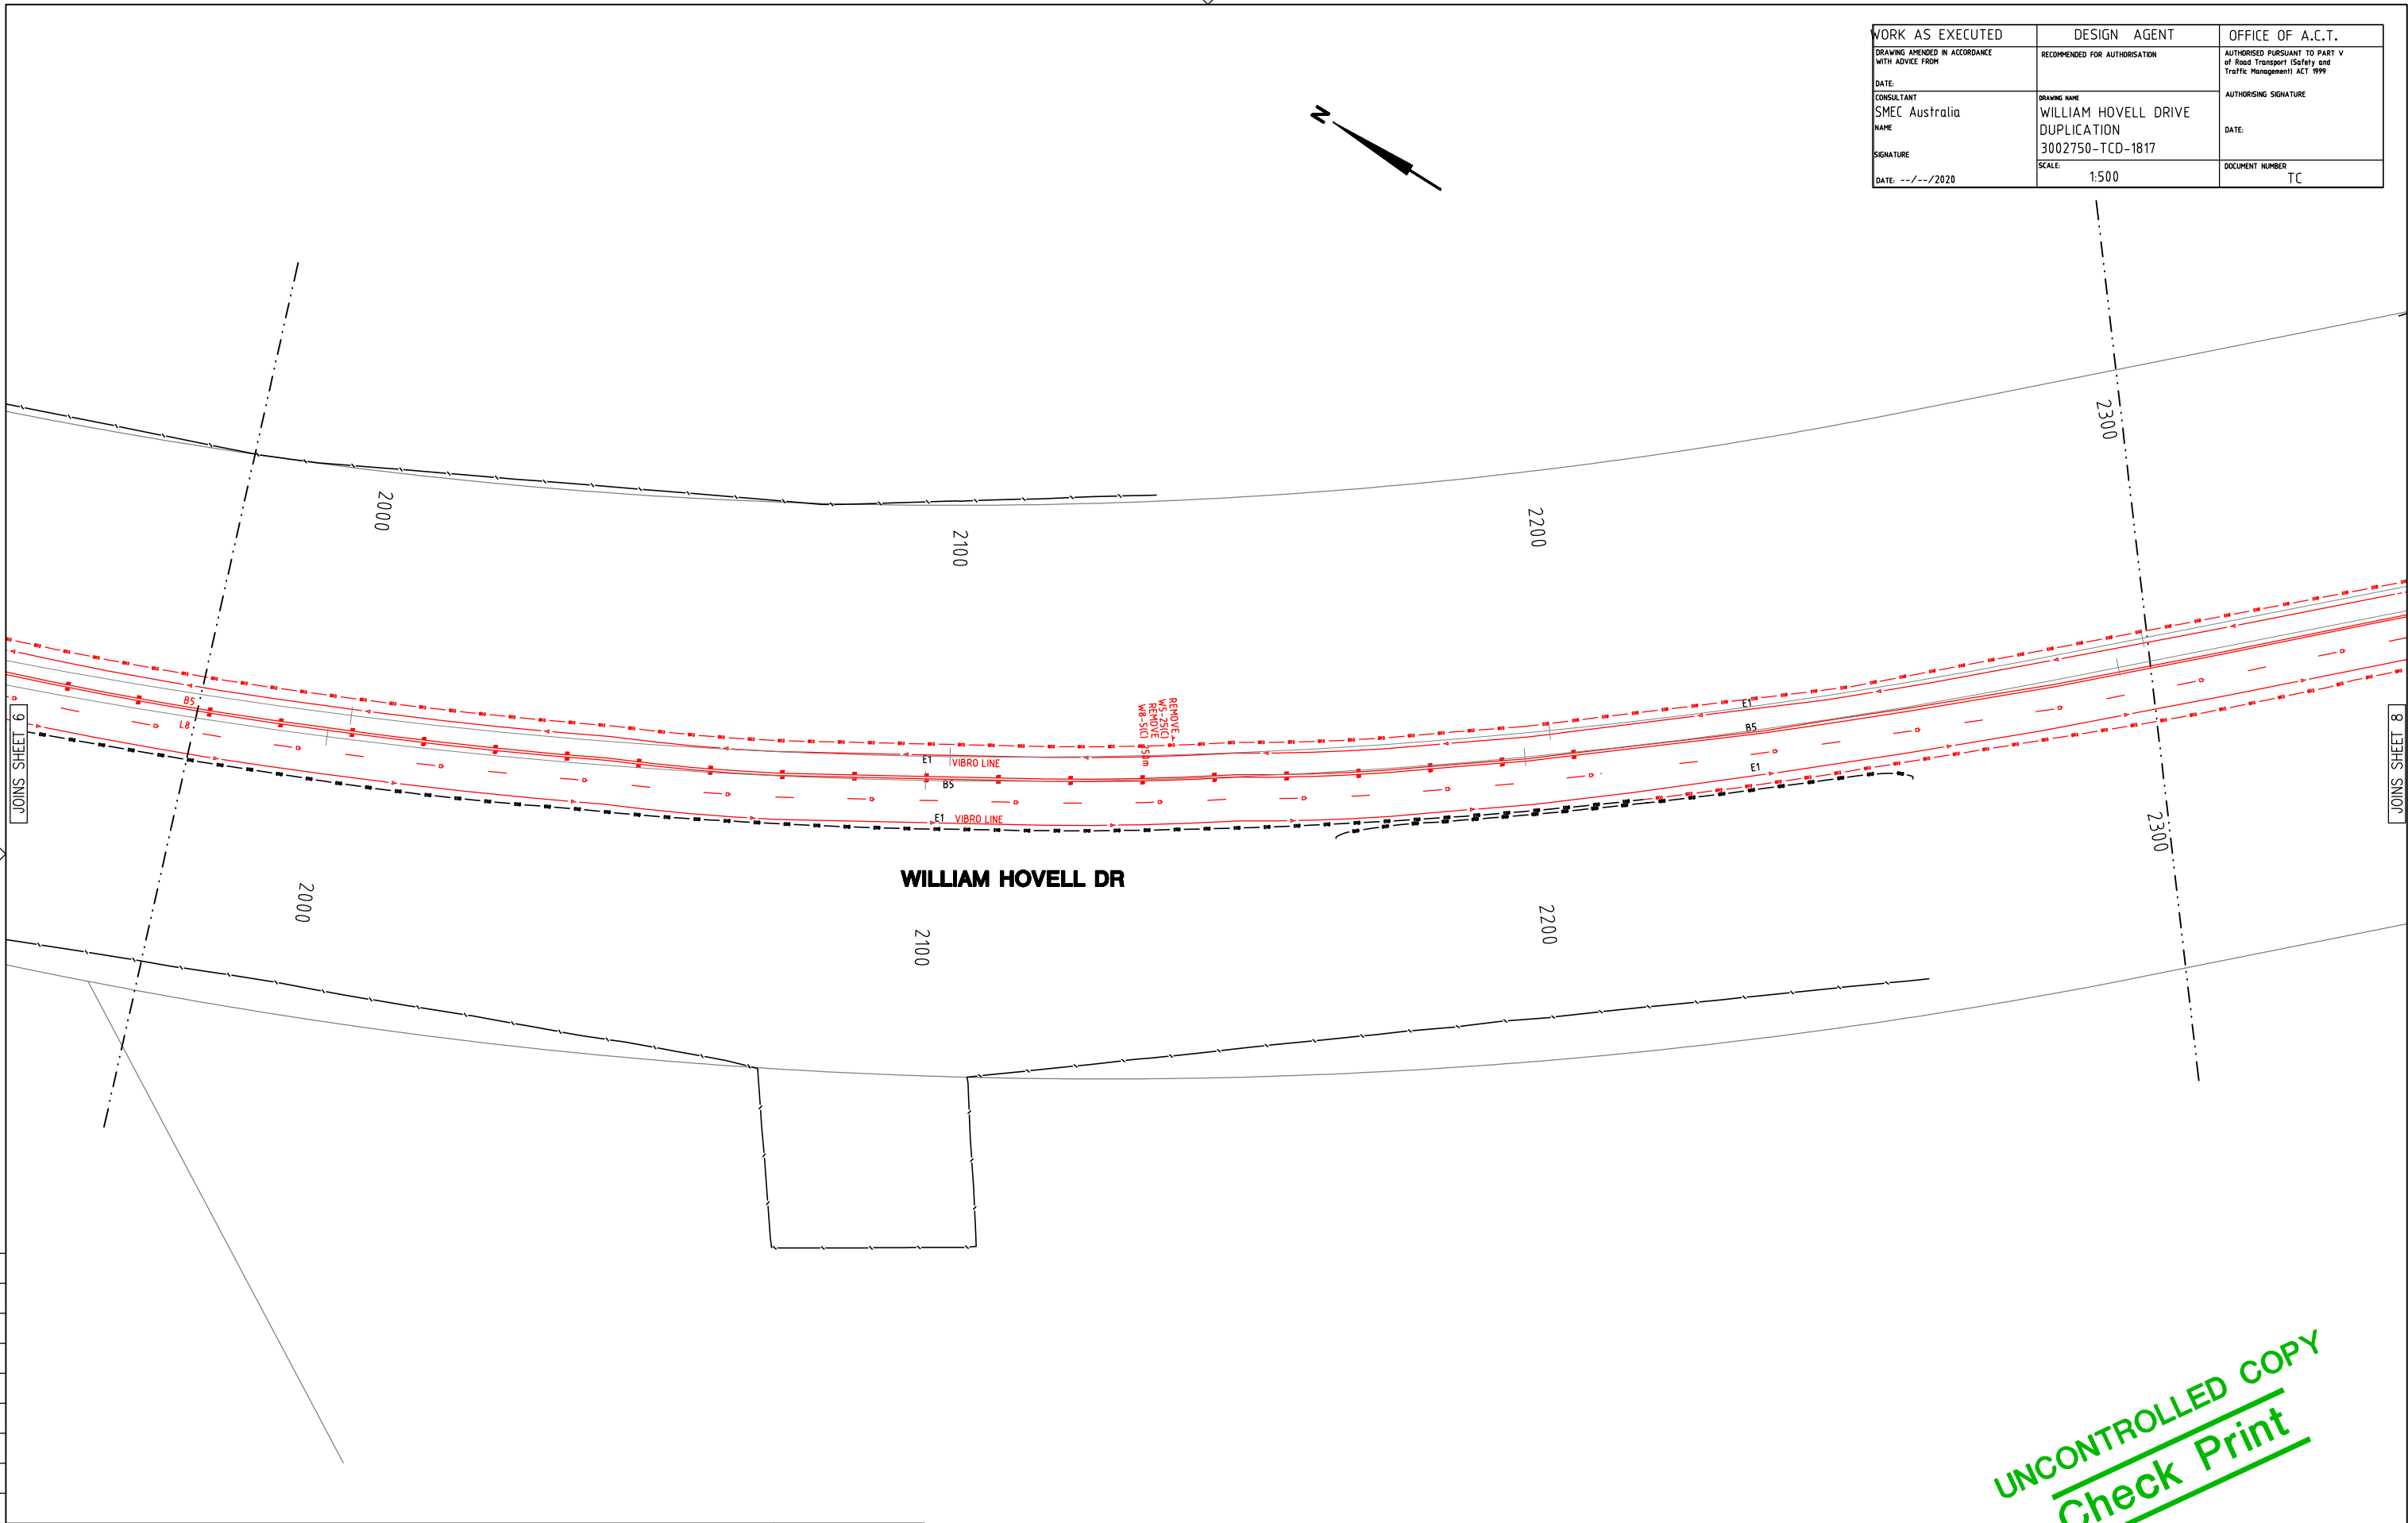 WORK AS EXECUTED
DRAWING AMENDED IN ACCORDANCE
WITH ADVICE FROM
DATE:
CONSULTANT
SMEC Australia
NAME
SIGNATURE
DATE: --/--/2020
DESIGN AGENT
RECOMMENDED FOR AUTHORISATION
DRAWING NAME
WILLIAM HOVELL DRIVE
DUPLICATION
3002750-TCD-1817
SCALE:
1:500
OFFICE OF A.C.T.
AUTHORISED PURSUANT TO PART V
of Road Transport (Safety and
Traffic Management) ACT 1999
AUTHORISING SIGNATURE
DATE:
DOCUMENT NUMBER
TC
N
2300
2000
2100
2200
REMOVE
W5-25(C)
REMOVE
W8-5(C)
B5
L8
E1
B5
E1
VIBRO LINE
B5
E1
E1 VIBRO LINE
JOINS SHEET 6
JOINS SHEET 8
WILLIAM HOVELL DR
2300
2000
2100
2200
UNCONTROLLED COPY
Check Print